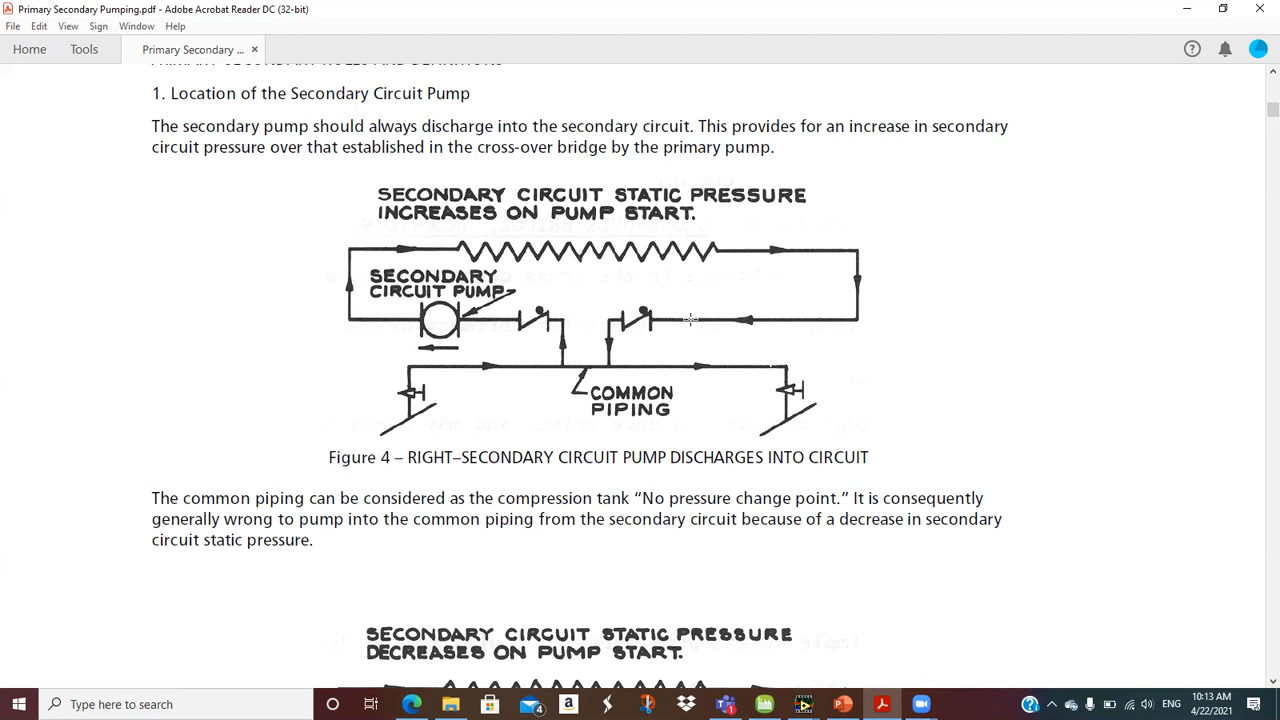 Primary Secondary Pumping.pdf - Adobe Acrobat Reader DC (32-bit)
File Edit View Sign Window Help
Home Tools Primary Secondary ... ×
PRIMARY SECONDARY RULES AND DEFINITIONS
1. Location of the Secondary Circuit Pump
The secondary pump should always discharge into the secondary circuit. This provides for an increase in secondary
circuit pressure over that established in the cross-over bridge by the primary pump.
SECONDARY CIRCUIT STATIC PRESSURE
INCREASES ON PUMP START.
SECONDARY
CIRCUIT PUMP
COMMON
PIPING
Figure 4 – RIGHT–SECONDARY CIRCUIT PUMP DISCHARGES INTO CIRCUIT
The common piping can be considered as the compression tank “No pressure change point.” It is consequently
generally wrong to pump into the common piping from the secondary circuit because of a decrease in secondary
circuit static pressure.
SECONDARY CIRCUIT STATIC PRESSURE
DECREASES ON PUMP START.
Type here to search
4
10:13 AM
4/22/2021